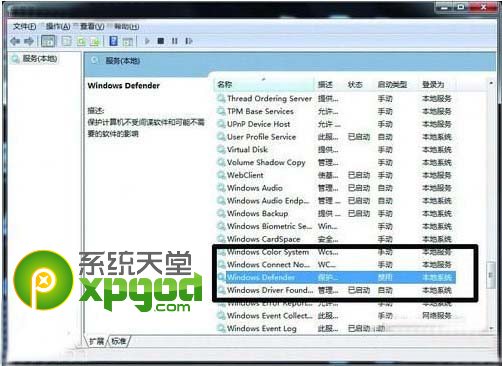 文件(F) 操作(A) 查看(V) 帮助(H)
服务(本地)
服务(本地)
Windows Defender
描述:
保护计算机不受间谍软件和可能不需
要的软件的影响
名称 描述 状态 启动类型 登录为
Thread Ordering Server 提供... 手动 本地服务
TPM Base Services 允许... 手动 本地服务
UPnP Device Host 允许... 手动 本地服务
User Profile Service 此服... 已启动 自动 本地系统
Virtual Disk 提供... 手动 本地系统
Volume Shadow Copy 管理... 手动 本地系统
WebClient 使基... 已启动 手动 本地服务
Windows Audio 管理... 已启动 自动 本地服务
Windows Audio Endp... 管理... 已启动 自动 本地系统
Windows Backup 提供... 手动 本地系统
Windows Biometric Se... Win... 手动 本地系统
Windows CardSpace 安全... 手动 本地系统
Windows Color System Wcs... 手动 本地服务
Windows Connect No... WC... 手动 本地服务
Windows Defender 保护... 禁用 本地系统
Windows Driver Found... 管理... 已启动 自动 本地系统
Windows Error Report... 允许... 手动 本地系统
Windows Event Collec... 此服... 手动 网络服务
Windows Event Log 此服... 已启动 自动 本地服务
系统天堂
xpgod.com
扩展 标准